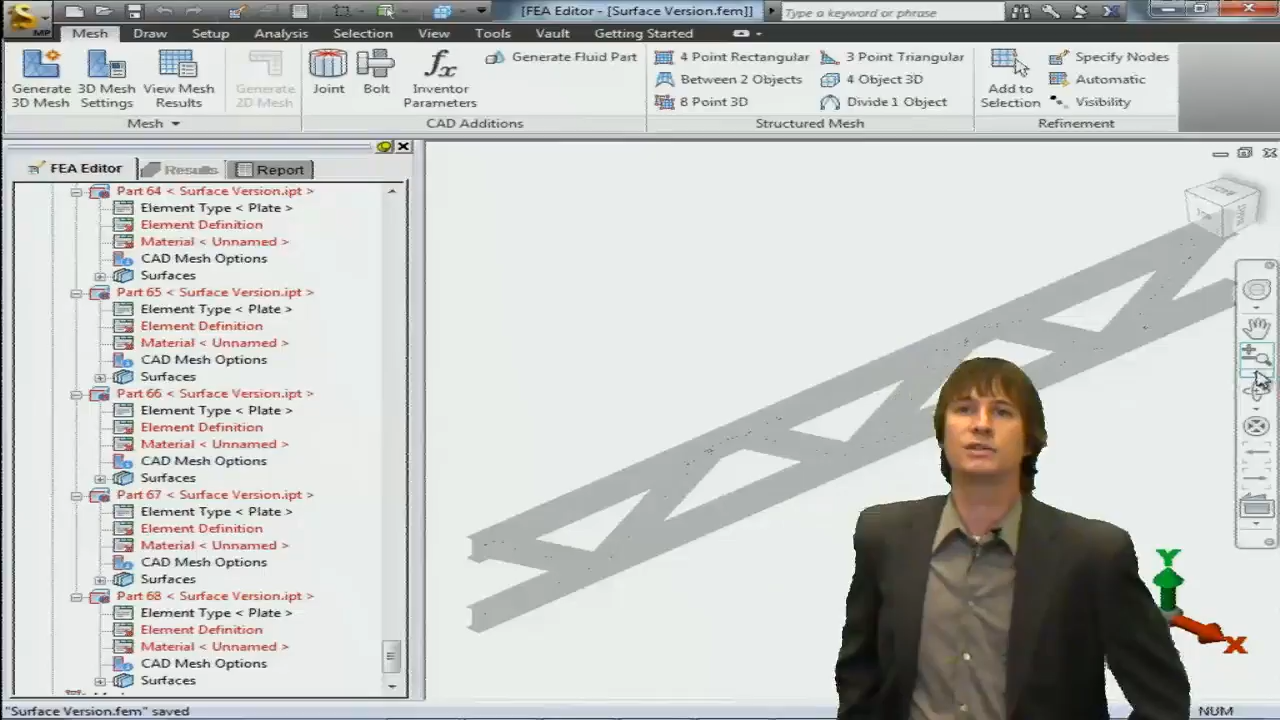 [FEA Editor - [Surface Version.fem]]
Type a keyword or phrase
MP
Mesh Draw Setup Analysis Selection View Tools Vault Getting Started
Generate 3D Mesh
3D Mesh Settings
View Mesh Results
Generate 2D Mesh
Mesh
Joint
Bolt
Inventor Parameters
Generate Fluid Part
CAD Additions
4 Point Rectangular
3 Point Triangular
Between 2 Objects
4 Object 3D
8 Point 3D
Divide 1 Object
Structured Mesh
Add to Selection
Specify Nodes
Automatic
Visibility
Refinement
FEA Editor Results Report
Part 64 < Surface Version.ipt >
Element Type < Plate >
Element Definition
Material < Unnamed >
CAD Mesh Options
Surfaces
Part 65 < Surface Version.ipt >
Element Type < Plate >
Element Definition
Material < Unnamed >
CAD Mesh Options
Surfaces
Part 66 < Surface Version.ipt >
Element Type < Plate >
Element Definition
Material < Unnamed >
CAD Mesh Options
Surfaces
Part 67 < Surface Version.ipt >
Element Type < Plate >
Element Definition
Material < Unnamed >
CAD Mesh Options
Surfaces
Part 68 < Surface Version.ipt >
Element Type < Plate >
Element Definition
Material < Unnamed >
CAD Mesh Options
Surfaces
Y
X
"Surface Version.fem" saved
NUM